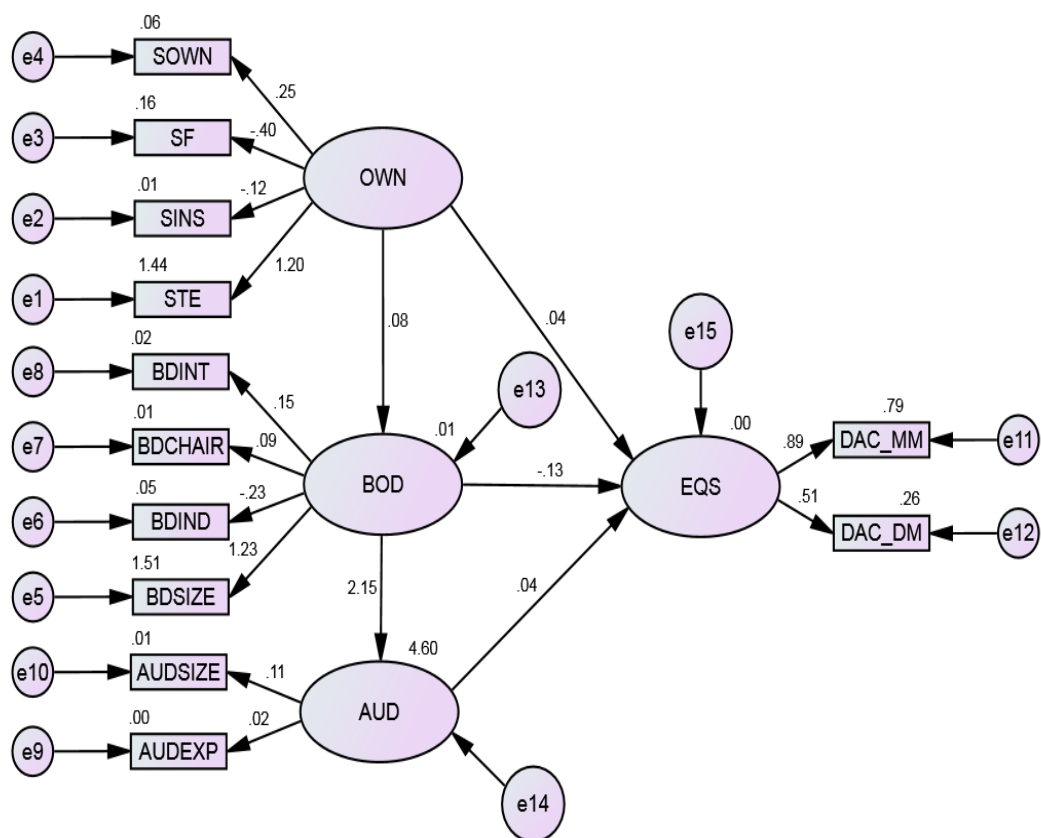 .06
e4
SOWN
.25
.16
e3
SF
-.40
OWN
.01
-.12
e2
SINS
1.44
1.20
e1
STE
.08
.04
e15
.02
e8
BDINT
.15
e13
.01
.01
.00
.79
e7
BDCHAIR
.09
.89
DAC_MM
e11
.05
-.23
BOD
-.13
EQS
.51
.26
e6
BDIND
DAC_DM
e12
1.23
1.51
e5
BDSIZE
2.15
.04
.01
4.60
e10
AUDSIZE
.11
AUD
.00
.02
e9
AUDEXP
e14